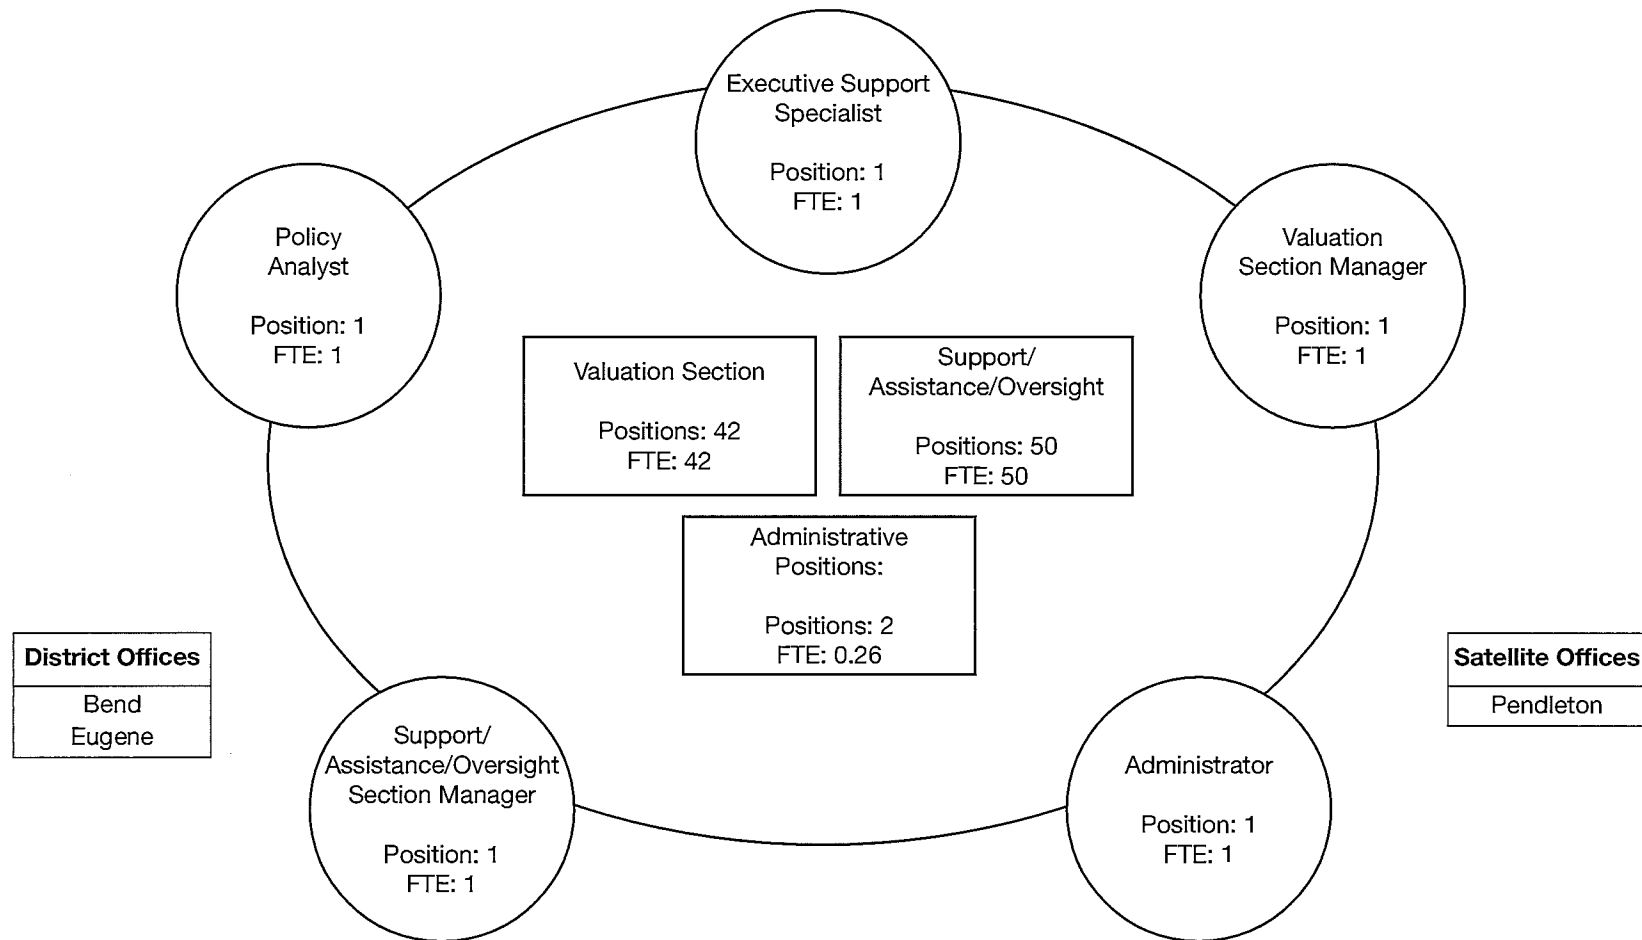 Executive Support
Specialist
Position: 1
FTE: 1
Policy
Analyst
Position: 1
FTE: 1
Valuation
Section Manager
Position: 1
FTE: 1
Valuation Section
Positions: 42
FTE: 42
Support/
Assistance/Oversight
Positions: 50
FTE: 50
Administrative
Positions:
Positions: 2
FTE: 0.26
District Offices
Bend
Eugene
Satellite Offices
Pendleton
Support/
Assistance/Oversight
Section Manager
Position: 1
FTE: 1
Administrator
Position: 1
FTE: 1